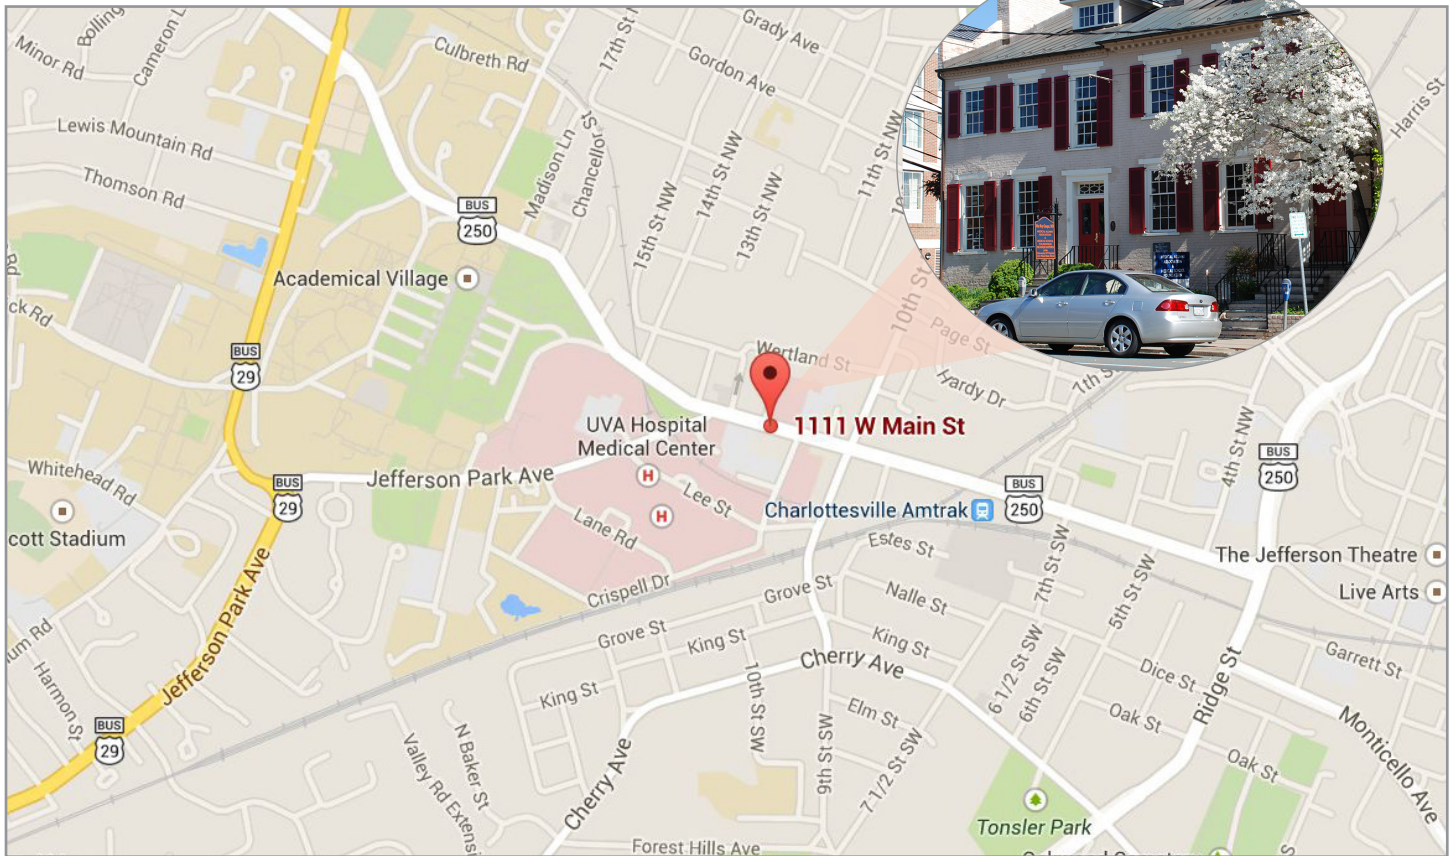 Bolling
Cameron L
Minor Rd
Culbreth Rd
17th St
Grady Ave
Gordon Ave
Harris St
Lewis Mountain Rd
Thomson Rd
Madison Ln
Chancellor St
15th St NW
14th St NW
13th St NW
11th St NW
10
BUS
250
Academical Village
ck Rd
Rd
10th St
Page St
Wertland St
Yardy Dr
7th S
BUS
29
UVA Hospital
Medical Center
1111 W Main St
4th St NW
BUS
250
Whitehead Rd
BUS
29
Jefferson Park Ave
H
H
Lee St
Lane Rd
Charlottesville Amtrak
BUS
250
cott Stadium
Estes St
7th St SW
5th St SW
The Jefferson Theatre
Live Arts
Crispell Dr
Grove St
Nalle St
Grove St
King St
King St
Cherry Ave
Jefferson Park Ave
um Rd
Harmon St
King St
10th St SW
Elm St
6-1/2 St SW
6th St SW
Dice St
Oak St
Garrett St
Ridge St
Monticello Ave
BUS
29
N Baker St
Valley Rd Extensi
Cherry Ave
9th St SW
7 1/2 St SW
Oak St
Tonsler Park
Forest Hills Ave